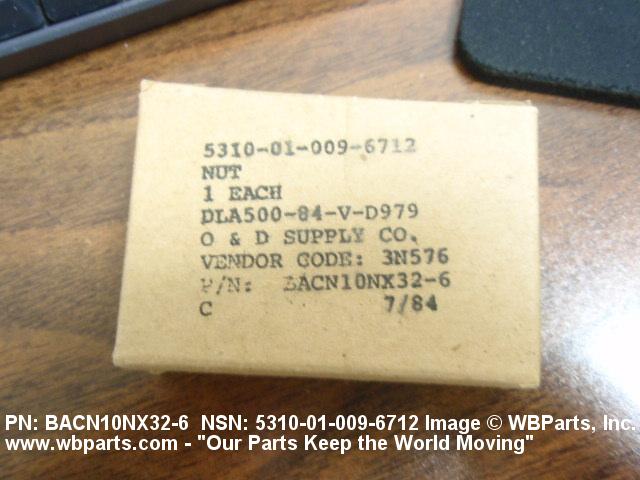 5310-01-009-6712
NUT
1 EACH
DLA500-84-V-D979
O & D SUPPLY CO.
VENDOR CODE: 3N576
P/N: BACN10NX32-6
C 7/84
PN: BACN10NX32-6 NSN: 5310-01-009-6712 Image © WBParts, Inc.
www.wbparts.com - "Our Parts Keep the World Moving"